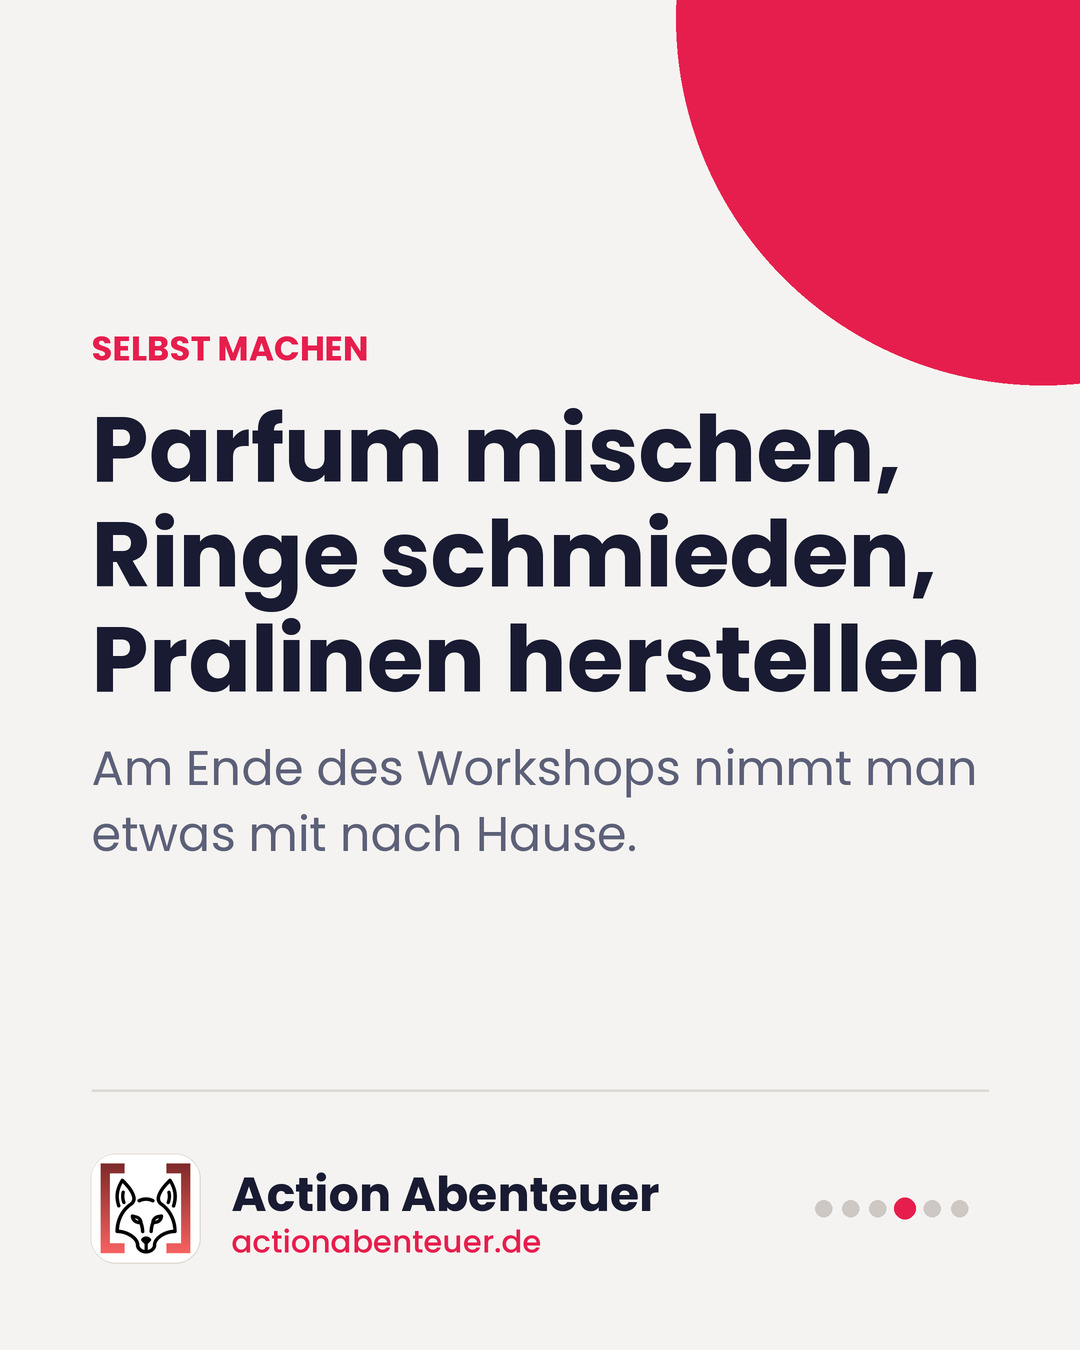 SELBST MACHEN
Parfum mischen,
Ringe schmieden,
Pralinen herstellen
Am Ende des Workshops nimmt man
etwas mit nach Hause.
Action Abenteuer
actionabenteuer.de